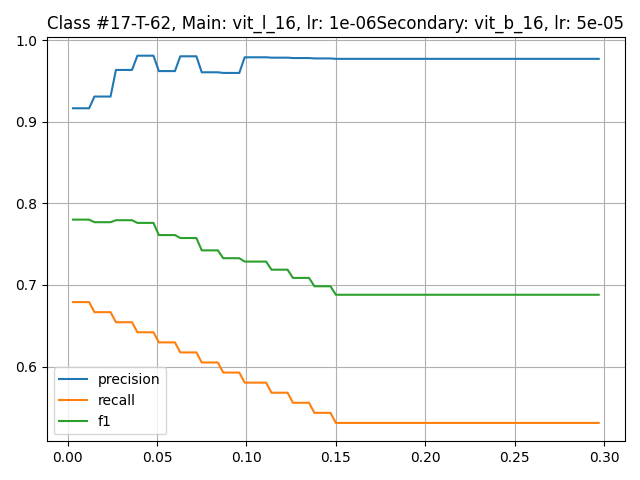 Class #17-T-62, Main: vit_l_16, lr: 1e-06Secondary: vit_b_16, lr: 5e-05
1.0
0.9
0.8
0.7
0.6
precision
recall
f1
0.00 0.05 0.10 0.15 0.20 0.25 0.30